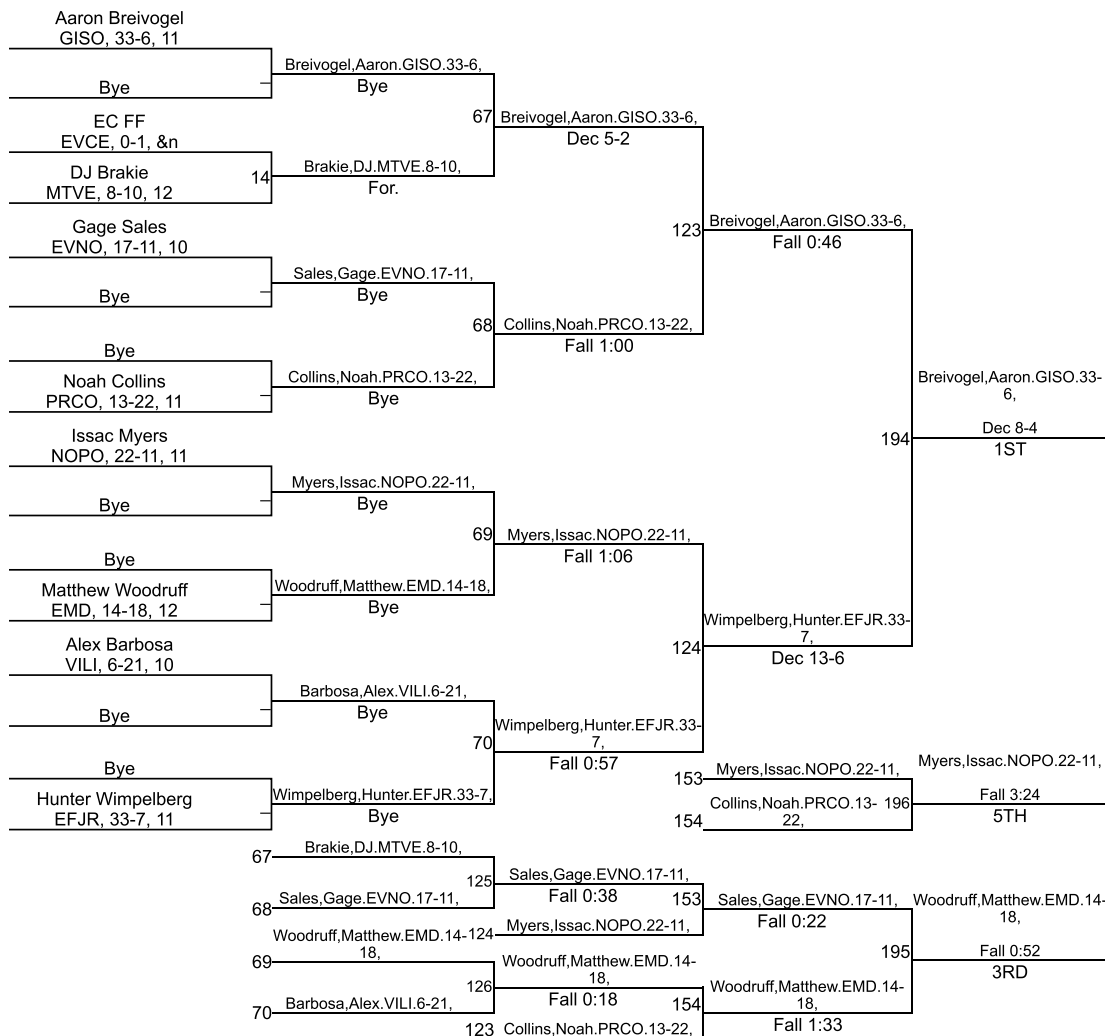 Aaron Breivogel
GISO, 33-6, 11
Breivogel,Aaron.GISO.33-6,
Bye
Bye
67
Breivogel,Aaron.GISO.33-6,
Dec 5-2
EC FF
EVCE, 0-1, &n
DJ Brakie
MTVE, 8-10, 12
14
Brakie,DJ.MTVE.8-10,
For.
123
Breivogel,Aaron.GISO.33-6,
Fall 0:46
Gage Sales
EVNO, 17-11, 10
Sales,Gage.EVNO.17-11,
Bye
Bye
68
Collins,Noah.PRCO.13-22,
Fall 1:00
Bye
Noah Collins
PRCO, 13-22, 11
Collins,Noah.PRCO.13-22,
Bye
194
Breivogel,Aaron.GISO.33-
6,
Dec 8-4
1ST
Issac Myers
NOPO, 22-11, 11
Myers,Issac.NOPO.22-11,
Bye
Bye
69
Myers,Issac.NOPO.22-11,
Fall 1:06
Bye
Matthew Woodruff
EMD, 14-18, 12
Woodruff,Matthew.EMD.14-18,
Bye
124
Wimpelberg,Hunter.EFJR.33-
7,
Dec 13-6
Alex Barbosa
VILI, 6-21, 10
Barbosa,Alex.VILI.6-21,
Bye
Bye
70
Wimpelberg,Hunter.EFJR.33-
7,
Fall 0:57
Bye
Hunter Wimpelberg
EFJR, 33-7, 11
Wimpelberg,Hunter.EFJR.33-7,
Bye
153
Myers,Issac.NOPO.22-11,
154
Collins,Noah.PRCO.13-
22,
196
Myers,Issac.NOPO.22-11,
Fall 3:24
5TH
67
Brakie,DJ.MTVE.8-10,
68
Sales,Gage.EVNO.17-11,
125
Sales,Gage.EVNO.17-11,
Fall 0:38
124
Myers,Issac.NOPO.22-11,
153
Sales,Gage.EVNO.17-11,
Fall 0:22
69
Woodruff,Matthew.EMD.14-
18,
70
Barbosa,Alex.VILI.6-21,
126
Woodruff,Matthew.EMD.14-
18,
Fall 0:18
123
Collins,Noah.PRCO.13-22,
154
Woodruff,Matthew.EMD.14-
18,
Fall 1:33
195
Woodruff,Matthew.EMD.14-
18,
Fall 0:52
3RD